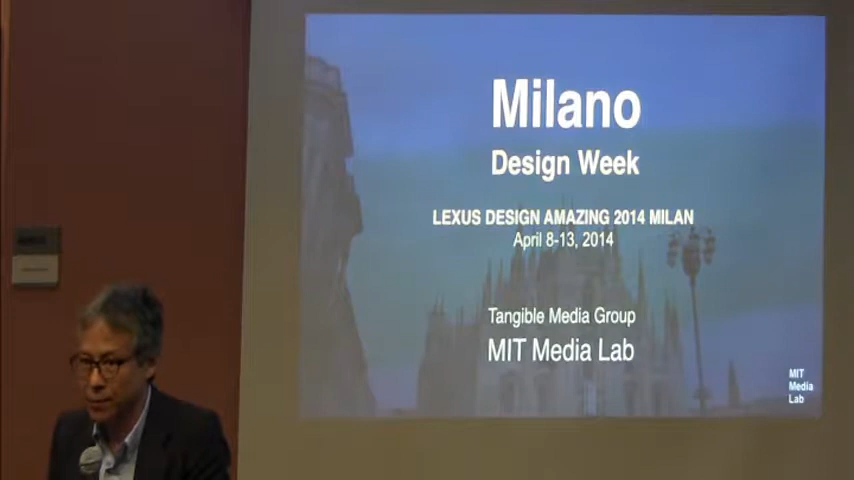 Milano
Design Week
LEXUS DESIGN AMAZING 2014 MILAN
April 8-13, 2014
Tangible Media Group
MIT Media Lab
MIT
Media
Lab